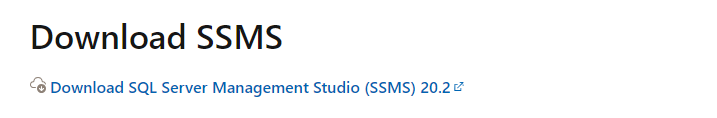 Download SSMS
Download SQL Server Management Studio (SSMS) 20.2